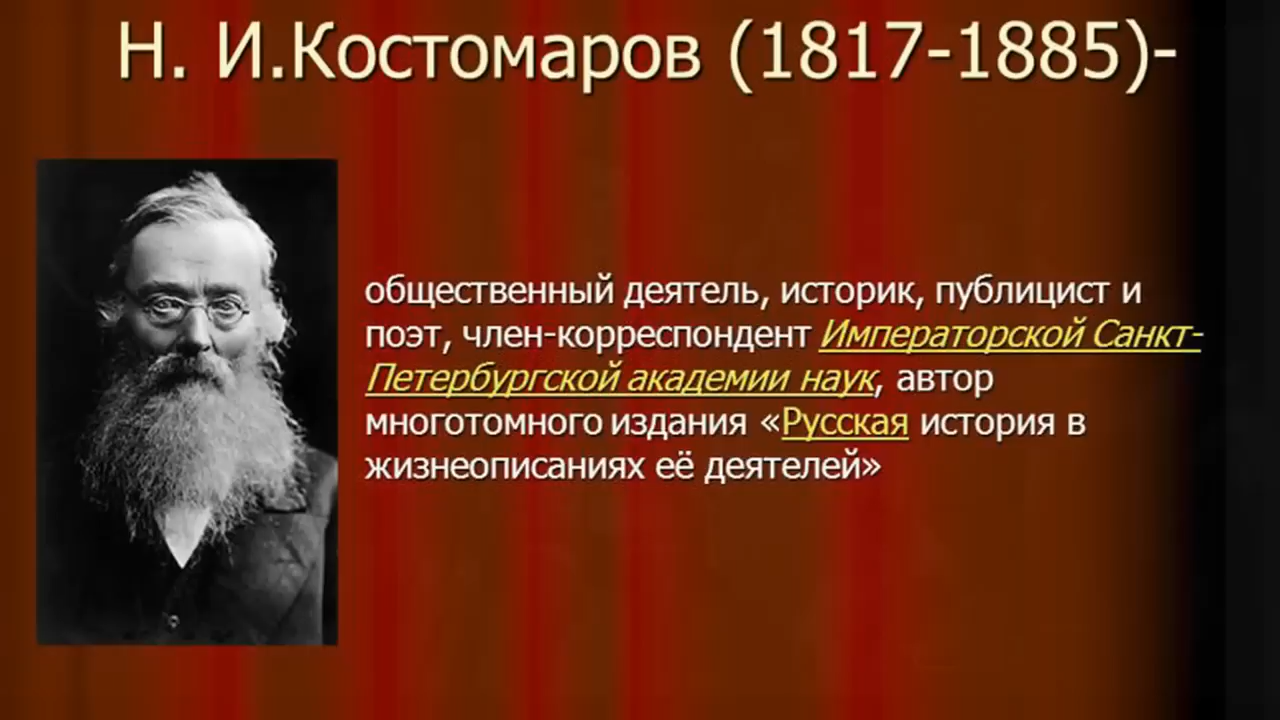 Н. И.Костомаров (1817-1885)-
общественный деятель, историк, публицист и
поэт, член-корреспондент Императорской Санкт-
Петербургской академии наук, автор
многотомного издания «Русская история в
жизнеописаниях её деятелей»